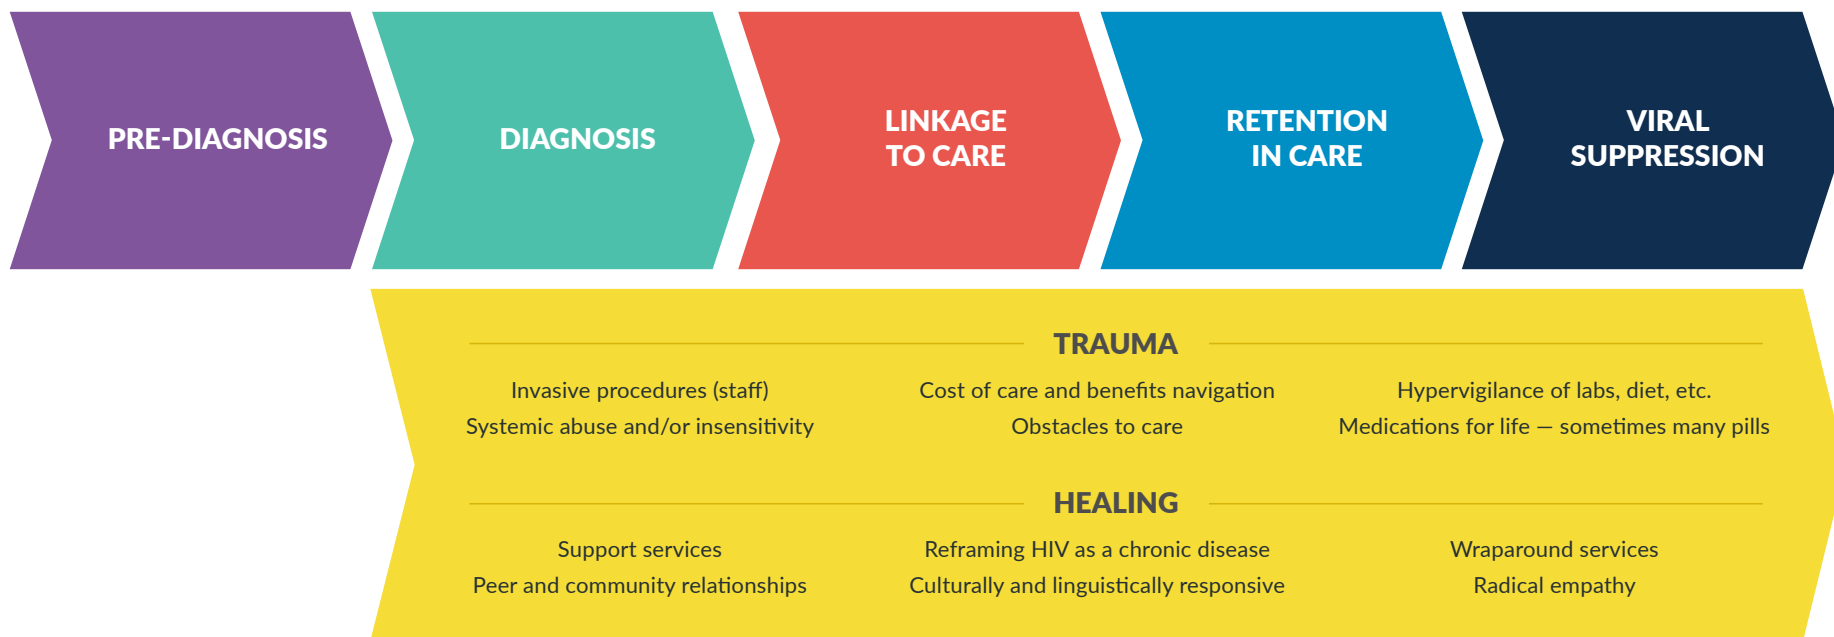 PRE-DIAGNOSIS
DIAGNOSIS
LINKAGE
TO CARE
RETENTION
IN CARE
VIRAL
SUPPRESSION
TRAUMA
Invasive procedures (staff)
Systemic abuse and/or insensitivity
Cost of care and benefits navigation
Obstacles to care
Hypervigilance of labs, diet, etc.
Medications for life — sometimes many pills
HEALING
Support services
Peer and community relationships
Reframing HIV as a chronic disease
Culturally and linguistically responsive
Wraparound services
Radical empathy